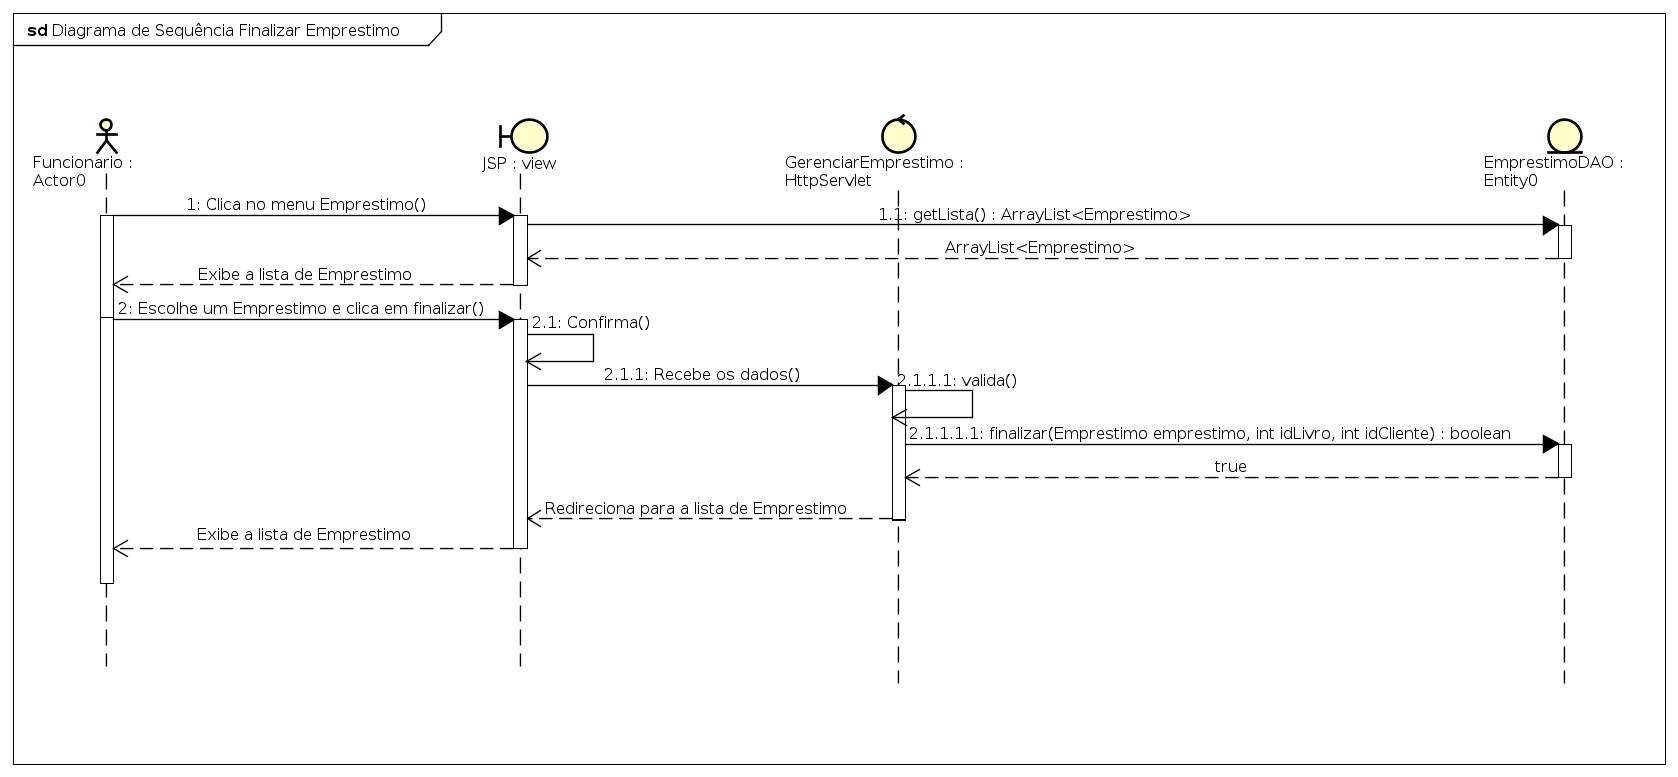 sd Diagrama de Sequência Finalizar Emprestimo
Funcionario :
Actor0
JSP : view
GerenciarEmprestimo :
HttpServlet
EmprestimoDAO :
Entity0
1: Clica no menu Emprestimo()
1.1: getLista() : ArrayList<Emprestimo>
ArrayList<Emprestimo>
Exibe a lista de Emprestimo
2: Escolhe um Emprestimo e clica em finalizar()
2.1: Confirma()
2.1.1: Recebe os dados()
2.1.1.1: valida()
2.1.1.1.1: finalizar(Emprestimo emprestimo, int idLivro, int idCliente) : boolean
true
Redireciona para a lista de Emprestimo
Exibe a lista de Emprestimo